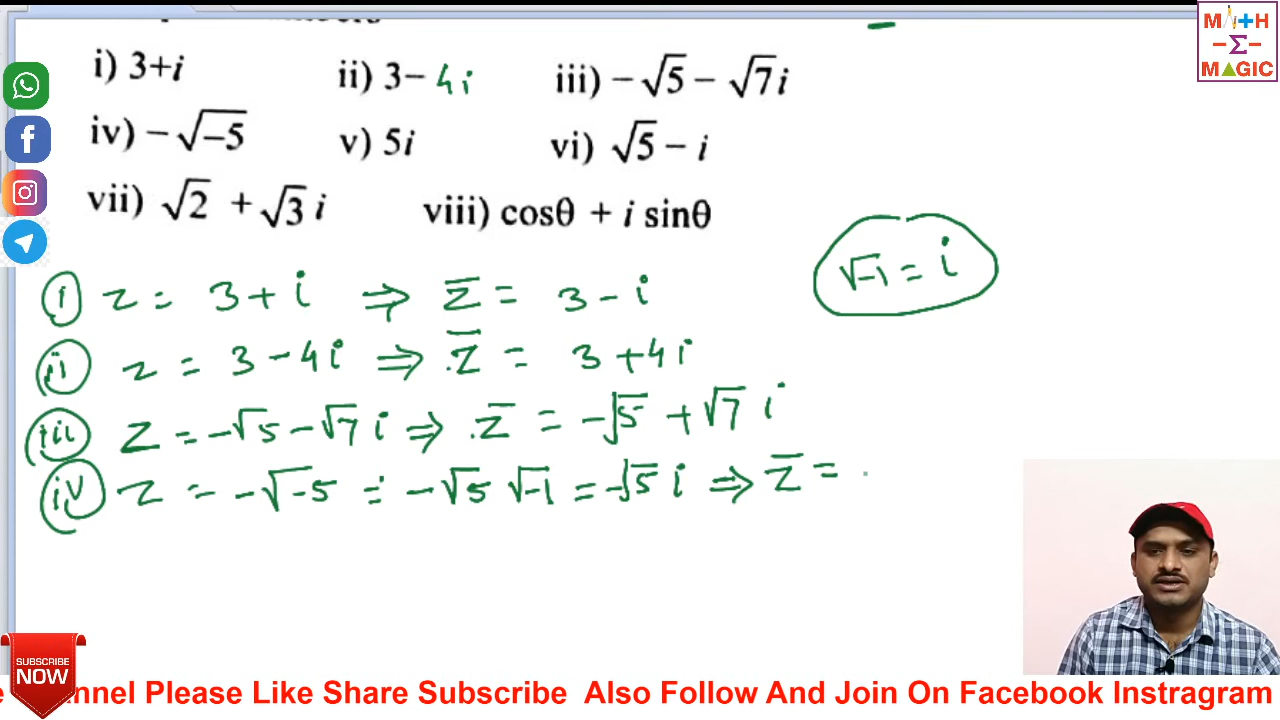 M/+H
-Σ-
M▲GIC
i) 3+i ii) 3-4i iii) -√5 - √7i
iv) -√-5 v) 5i vi) √5 - i
vii) √2 + √3 i viii) cosθ + i sinθ
√-1 = i
i z = 3+i ⇒ z̅ = 3-i
ii z = 3-4i ⇒ z̅ = 3+4i
iii z = -√5 - √7 i ⇒ z̅ = -√5 + √7 i
iv z = -√-5 = -√5 √-1 = -√5 i ⇒ z̅ =
SUBSCRIBE
NOW
nnel Please Like Share Subscribe Also Follow And Join On Facebook Instragram